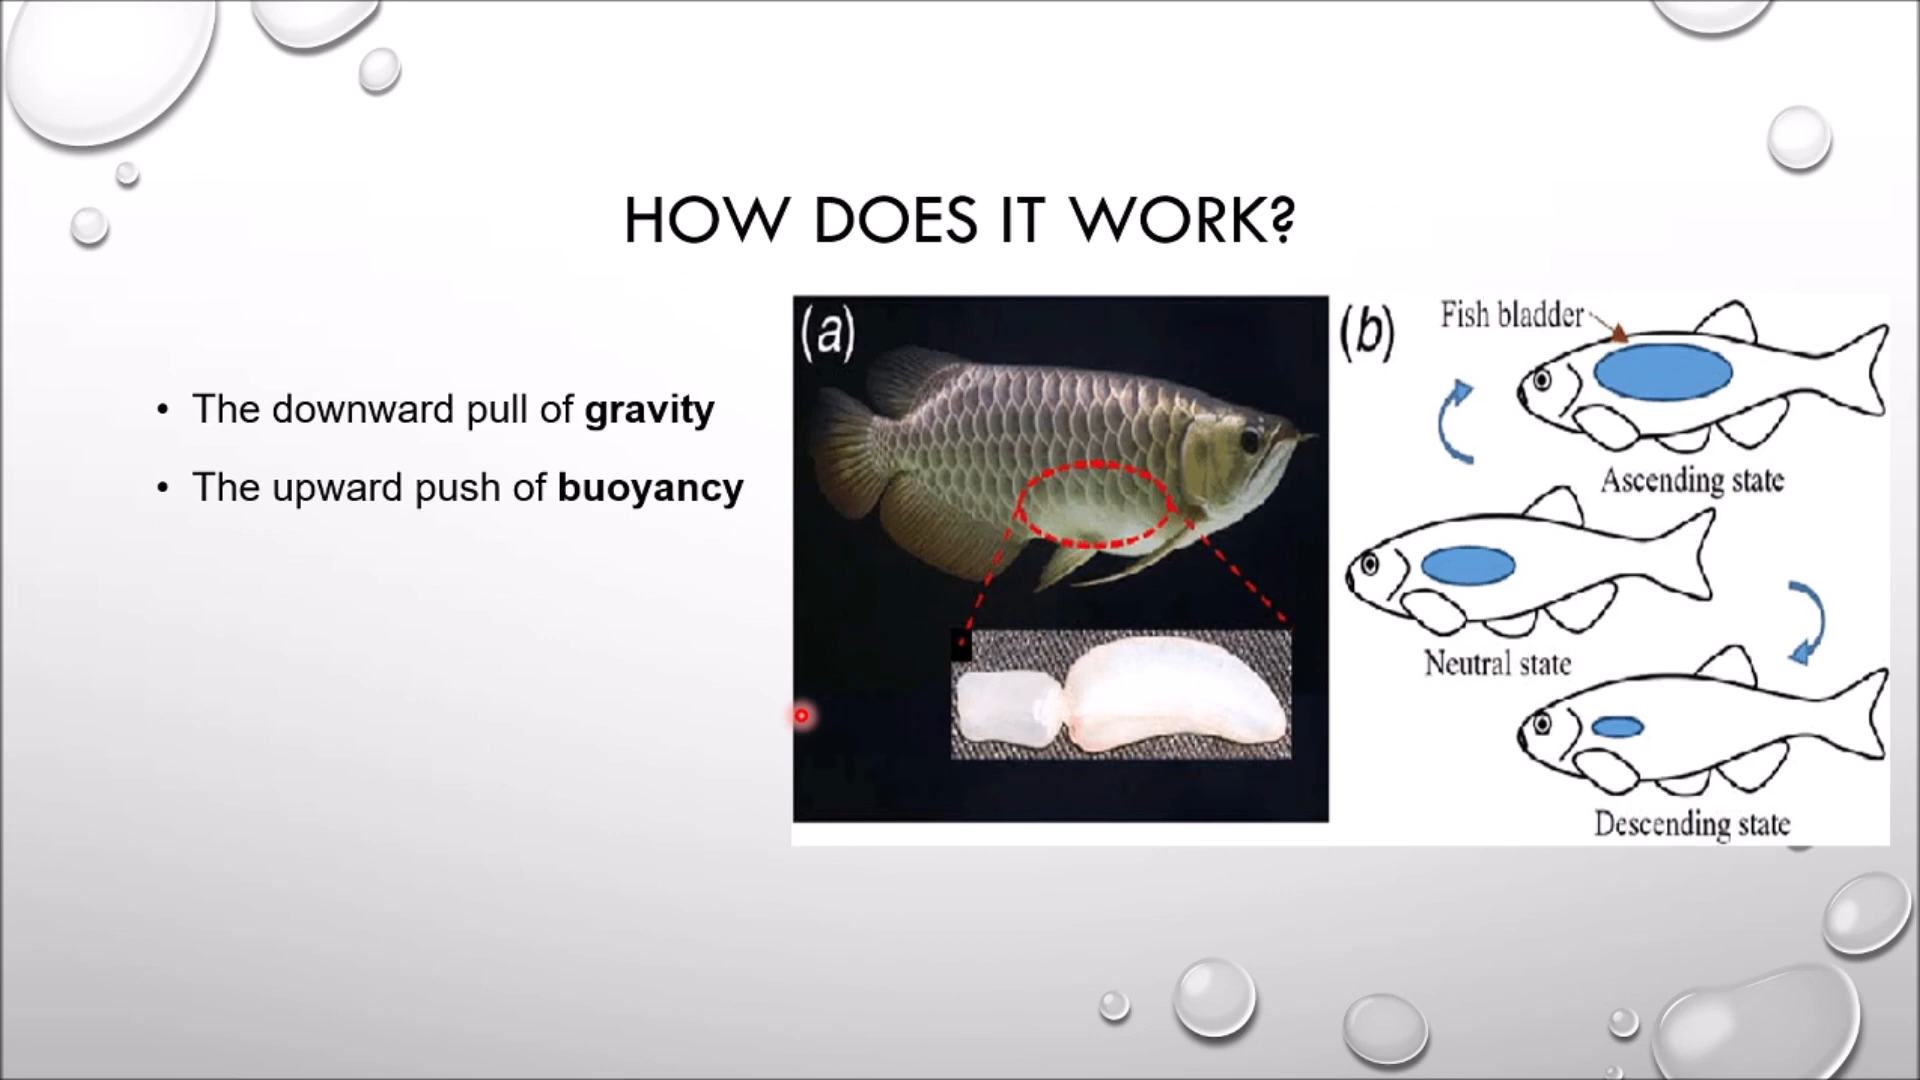 HOW DOES IT WORK?
• The downward pull of gravity
• The upward push of buoyancy
(a)
(b)
Fish bladder
Ascending state
Neutral state
Descending state